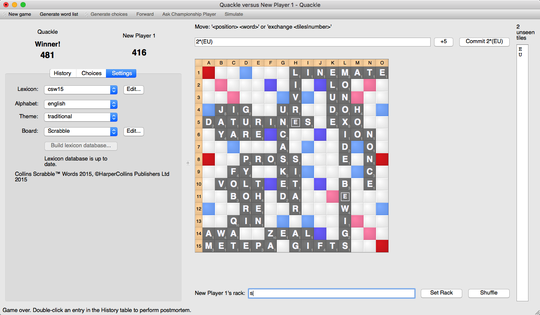 Quackle versus New Player 1 - Quackle
New game Generate word list Generate choices Forward Ask Championship Player Simulate
Quackle
Winner!
481
New Player 1
416
History Choices Settings
Lexicon: csw15 Edit...
Alphabet: english
Theme: traditional
Board: Scrabble Edit...
Build lexicon database...
Lexicon database is up to
date.
Collins Scrabble™ Words 2015, ©HarperCollins Publishers Ltd
2015
Move: '<position> <word>' or 'exchange <tiles|number>'
2*(EU) +5 Commit 2*(EU)
2
unseen
tiles
A B C D E F G H I J K L M N O
1 L I N E M A T E
2
3
4 J I G
5 D A T U R I N E S E X O
6 Y A R E
7
8 P R O S
9 F Y
10 V O L T
11 B O H
12
13 Q I N
14 A W A Z E A L
15 M E T E P A G I F T S
New Player 1's rack:
Set Rack Shuffle
Game over. Double-click an entry in the History table to perform postmortem.